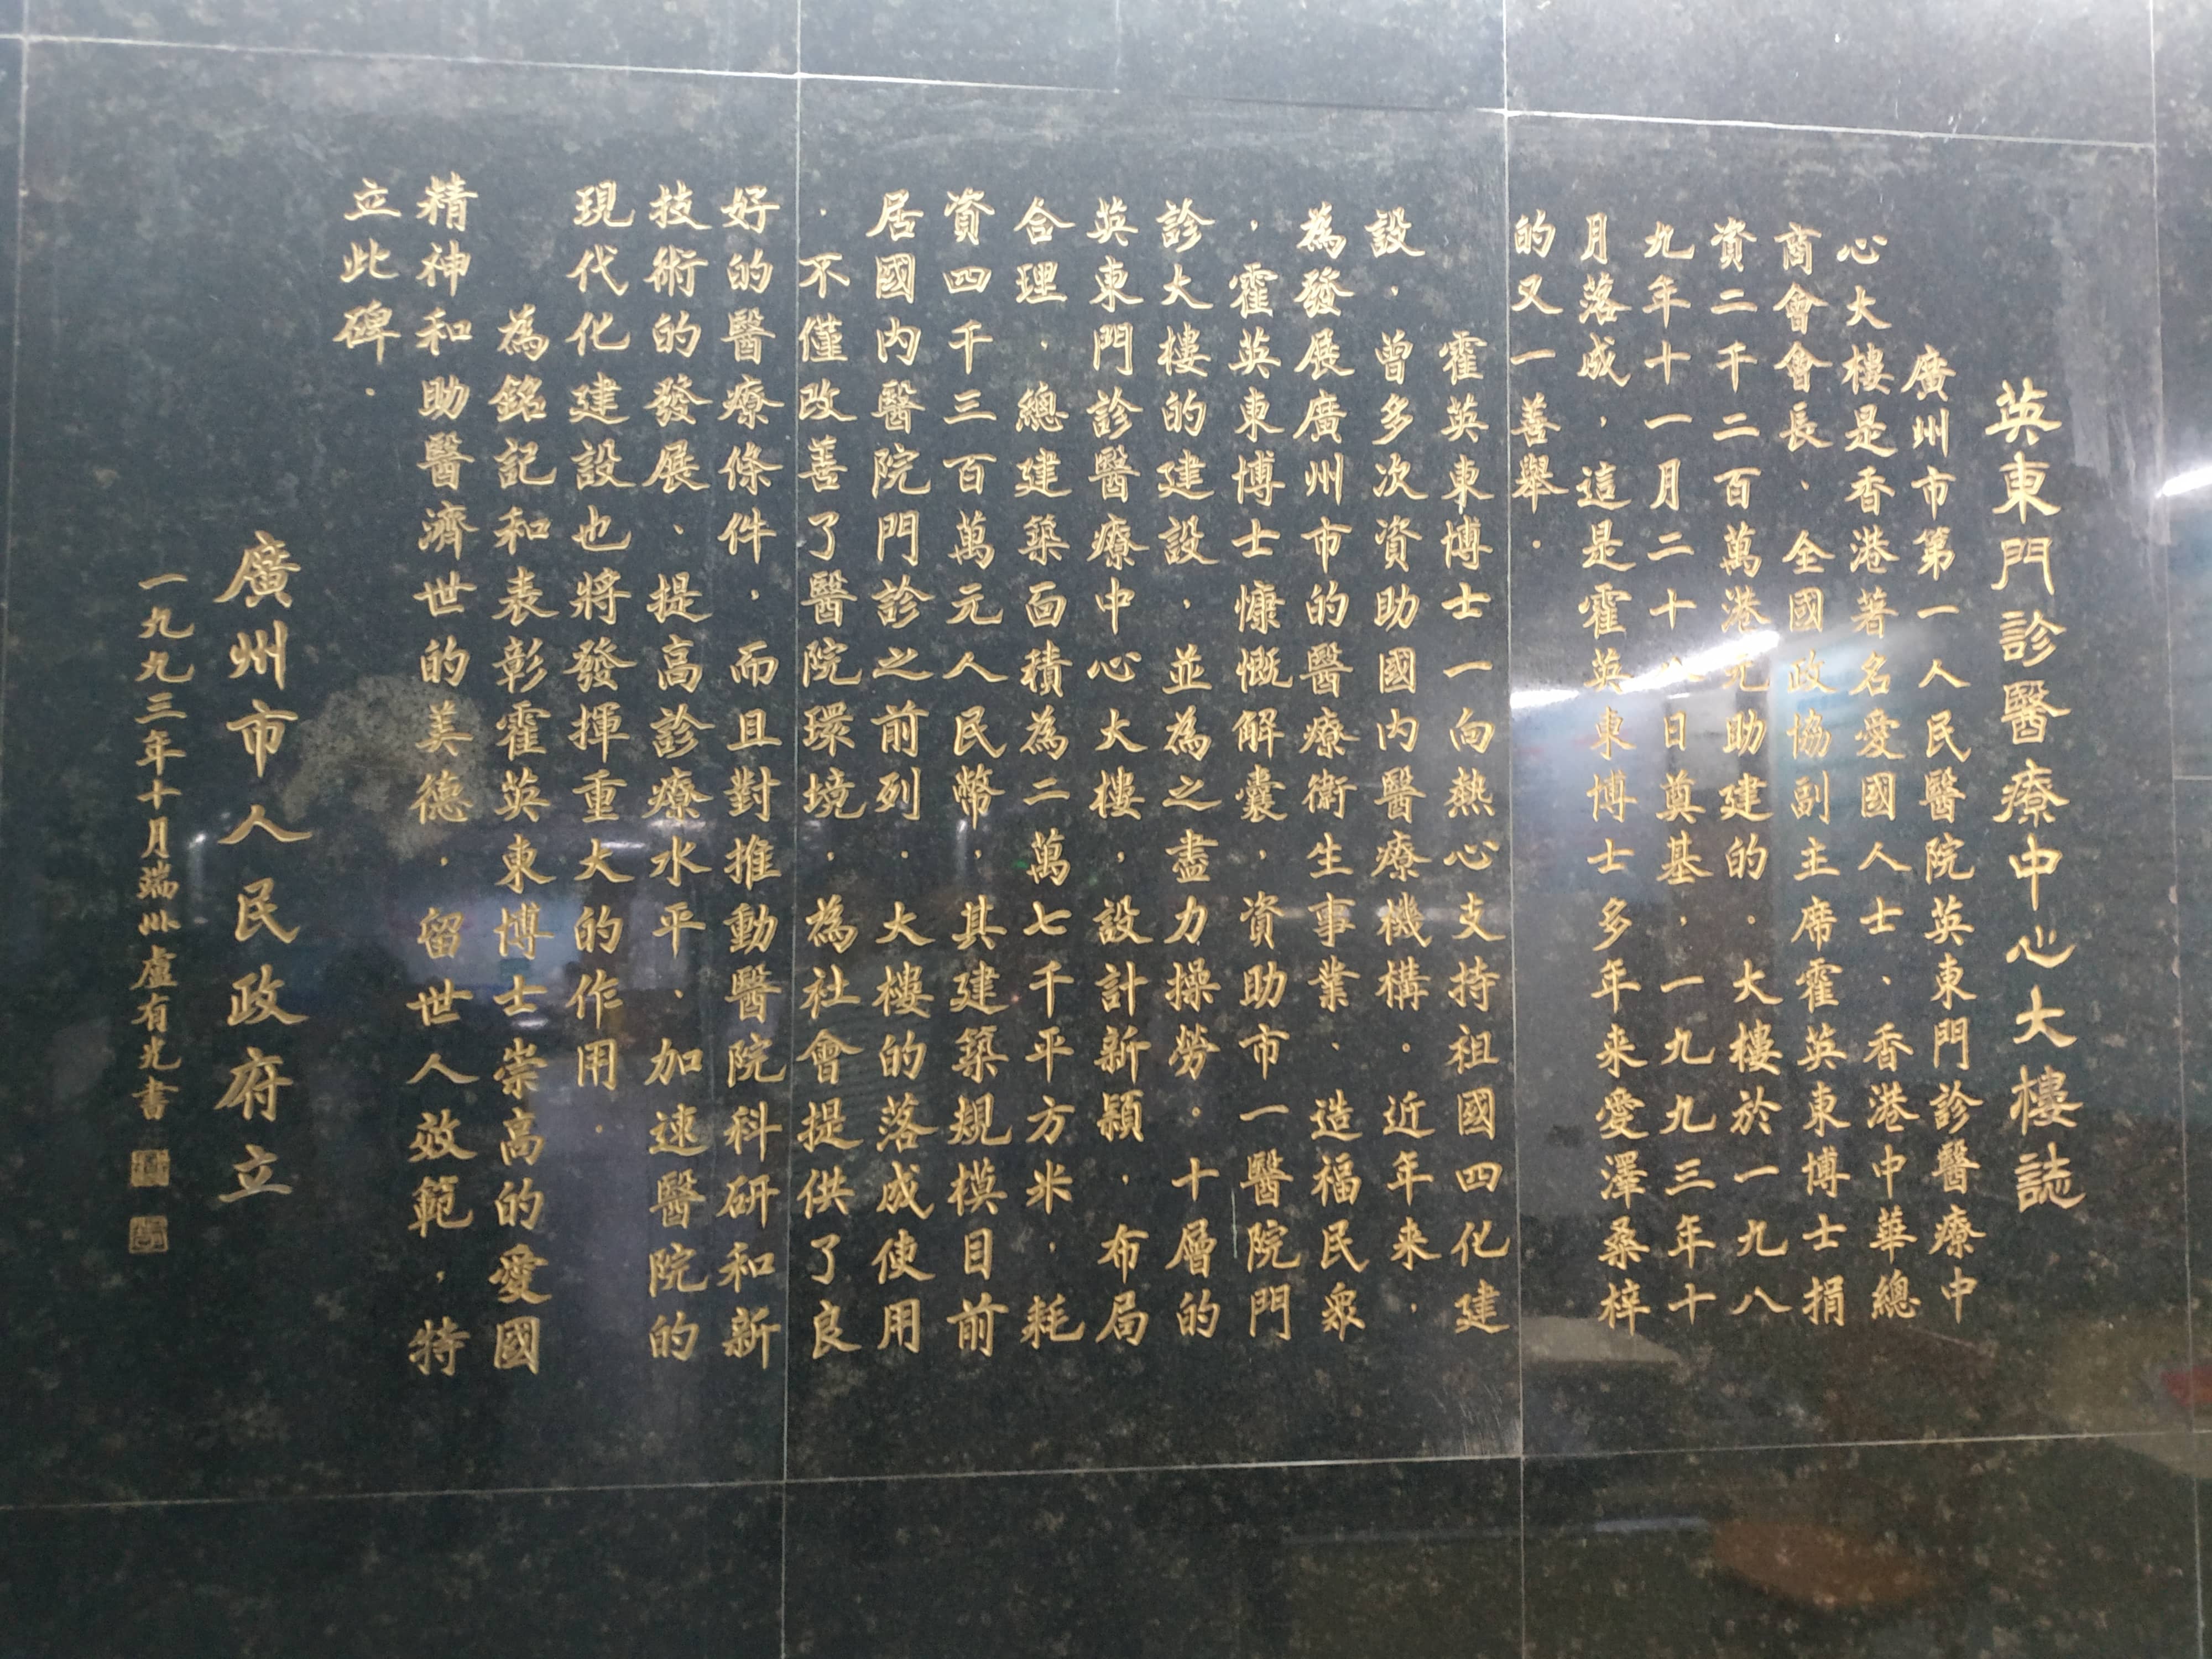 英東門診醫療中心大樓誌
廣州市第一人民醫院英東門診醫療中
心大樓是香港著名愛國人士、香港中華總
商會會長、全國政協副主席霍英東博士捐
資二千二百萬港元助建的.大樓於一九八
九年十一月二十八日奠基,一九九三年十
月落成,這是霍英東博士多年来愛澤桑梓
的又一善舉.
霍英東博士一向熱心支持祖國四化建
設,曾多次資助國內醫療機構.近年来,
為發展廣州市的醫療衛生事業、造福民衆
,霍英東博士慷慨解囊,資助市一醫院門
診大樓的建設,並為之盡力操勞.十層的
英東門診醫療中心大樓,設計新穎,布局
合理,總建築面積為二萬七千平方米,耗
資四千三百萬元人民幣,其建築規模目前
居國內醫院門診之前列.大樓的落成使用
,不僅改善了醫院環境,為社會提供了良
好的醫療條件,而且對推動醫院科研和新
技術的發展、提高診療水平、加速醫院的
現代化建設也將發揮重大的作用.
為銘記和表彰霍英東博士崇高的愛國
精神和助醫濟世的美德,留世人效範,特
立此碑.
廣州市人民政府立
一九九三年十月端州盧有光書